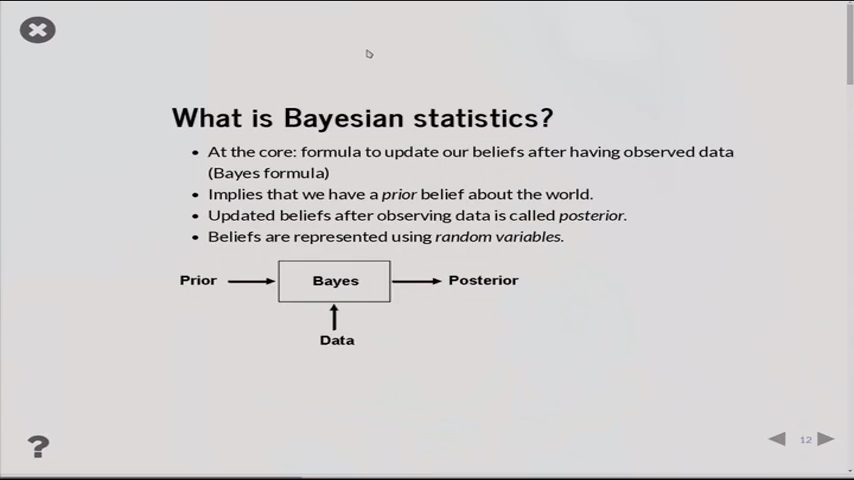 What is Bayesian statistics?
• At the core: formula to update our beliefs after having observed data
(Bayes formula)
• Implies that we have a prior belief about the world.
• Updated beliefs after observing data is called posterior.
• Beliefs are represented using random variables.
Prior Bayes Posterior
Data
?
12